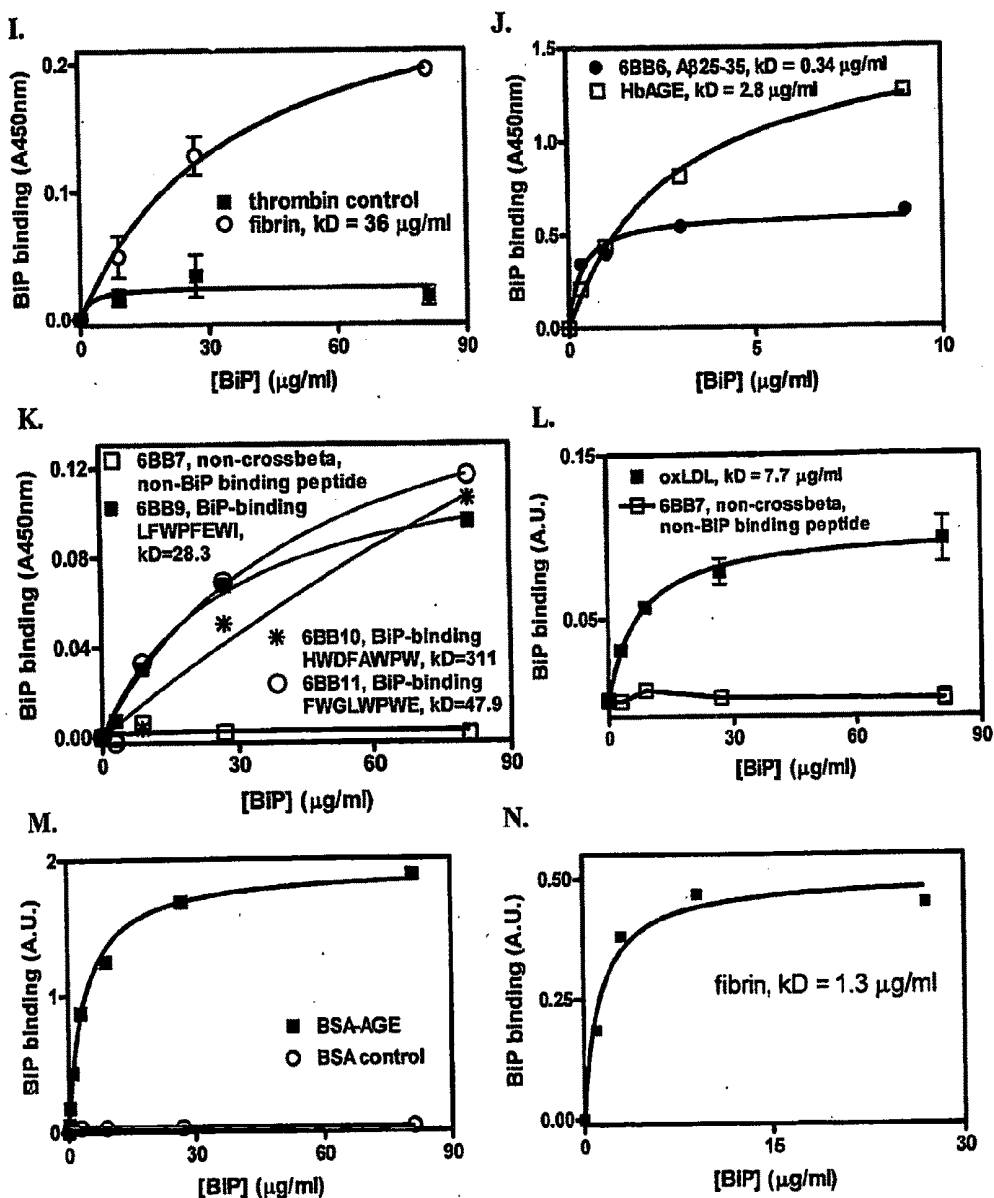 I.
BiP binding (A450nm)
0.2
0.1
0.0
thrombin control
fibrin, kD = 36 µg/ml
0
30
60
90
[BiP] (µg/ml)
J.
BiP binding (A450nm)
1.5
1.0
0.5
0.0
6BB6, Aβ25-35, kD = 0.34 µg/ml
HbAGE, kD = 2.8 µg/ml
0
5
10
[BiP] (µg/ml)
K.
BiP binding (A450nm)
0.12
0.08
0.04
0.00
6BB7, non-crossbeta,
non-BiP binding peptide
6BB9, BiP-binding
LFWPFEWI,
kD=28.3
6BB10, BiP-binding
HWDFAWPW, kD=311
6BB11, BiP-binding
FWGLWPWE, kD=47.9
0
30
60
90
[BiP] (µg/ml)
L.
BiP binding (A.U.)
0.15
0.05
oxLDL, kD = 7.7 µg/ml
6BB7, non-crossbeta,
non-BiP binding peptide
0
30
60
90
[BiP] (µg/ml)
M.
BiP binding (A.U.)
2
1
0
BSA-AGE
BSA control
0
30
60
90
[BiP] (µg/ml)
N.
BiP binding (A.U.)
0.50
0.25
0.00
fibrin, kD = 1.3 µg/ml
0
15
30
[BiP] (µg/ml)